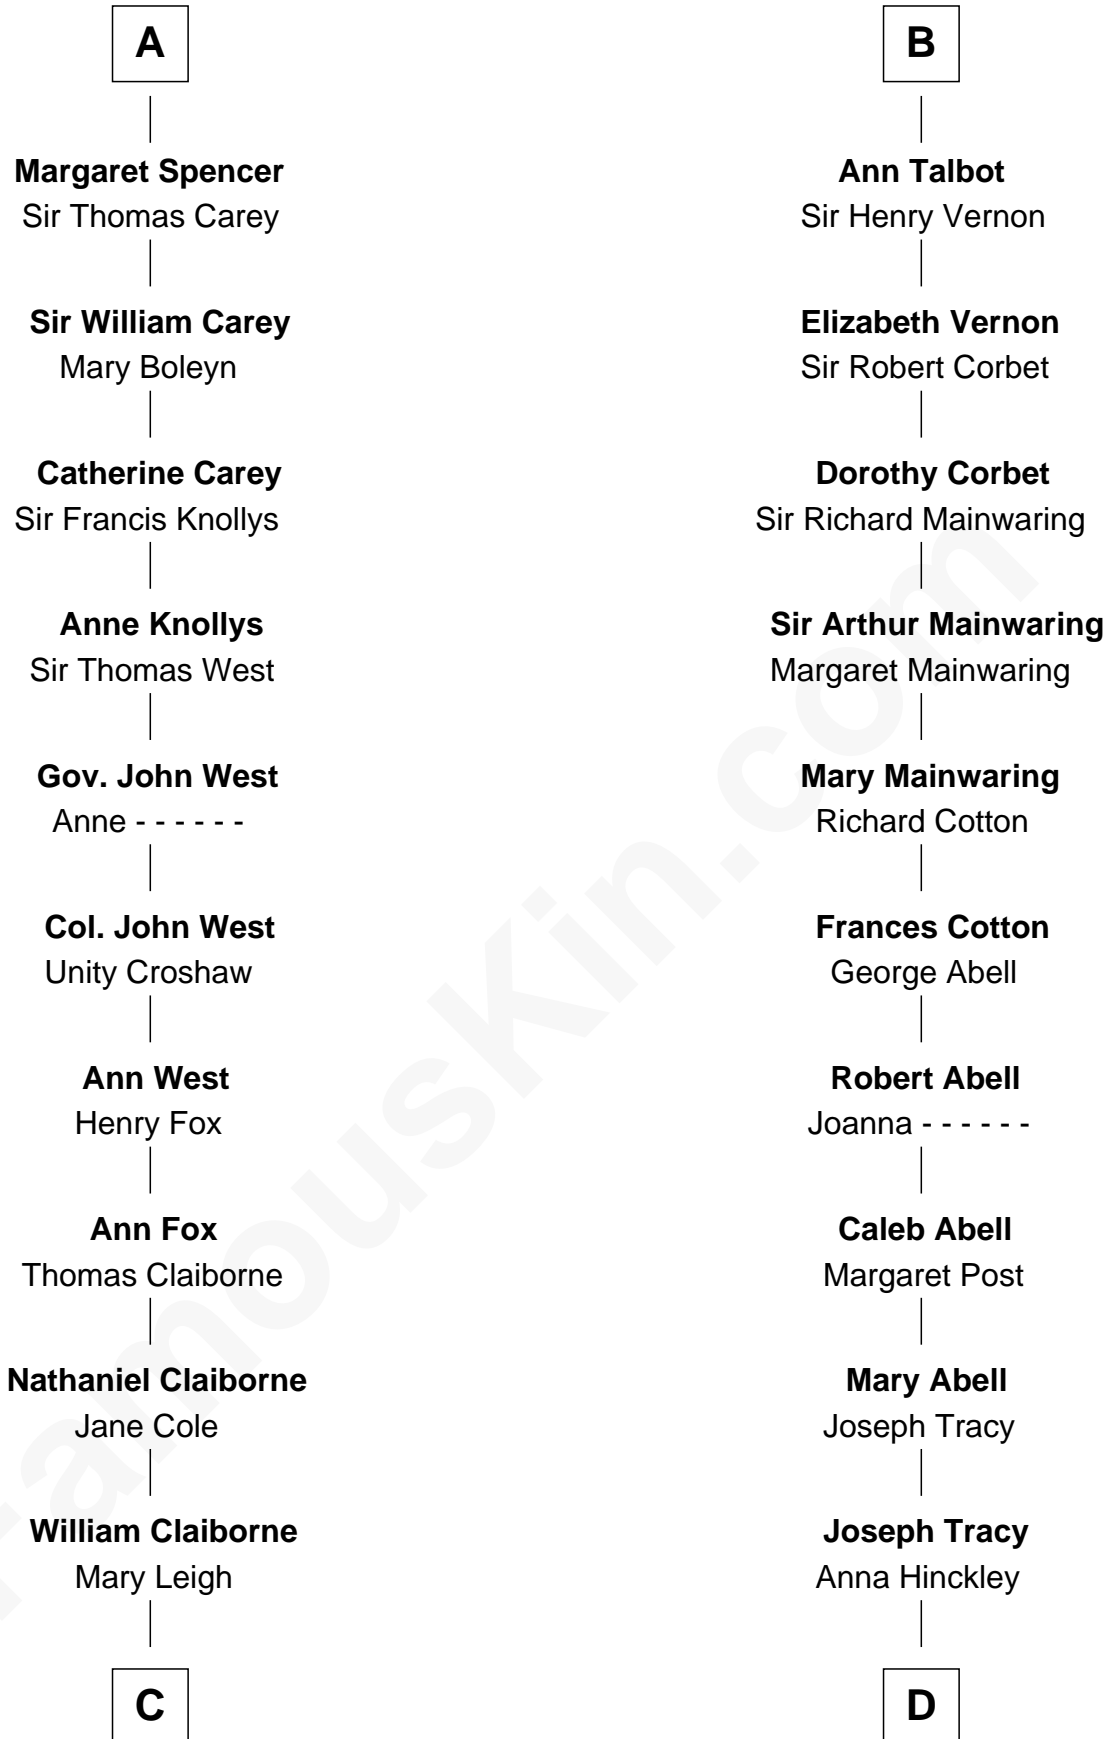 A
Margaret Spencer
Sir Thomas Carey
Sir William Carey
Mary Boleyn
Catherine Carey
Sir Francis Knollys
Anne Knollys
Sir Thomas West
Gov. John West
Anne - - - - - -
Col. John West
Unity Croshaw
Ann West
Henry Fox
Ann Fox
Thomas Claiborne
Nathaniel Claiborne
Jane Cole
William Claiborne
Mary Leigh
C
B
Ann Talbot
Sir Henry Vernon
Elizabeth Vernon
Sir Robert Corbet
Dorothy Corbet
Sir Richard Mainwaring
Sir Arthur Mainwaring
Margaret Mainwaring
Mary Mainwaring
Richard Cotton
Frances Cotton
George Abell
Robert Abell
Joanna - - - - - -
Caleb Abell
Margaret Post
Mary Abell
Joseph Tracy
Joseph Tracy
Anna Hinckley
D
FamousKin.com